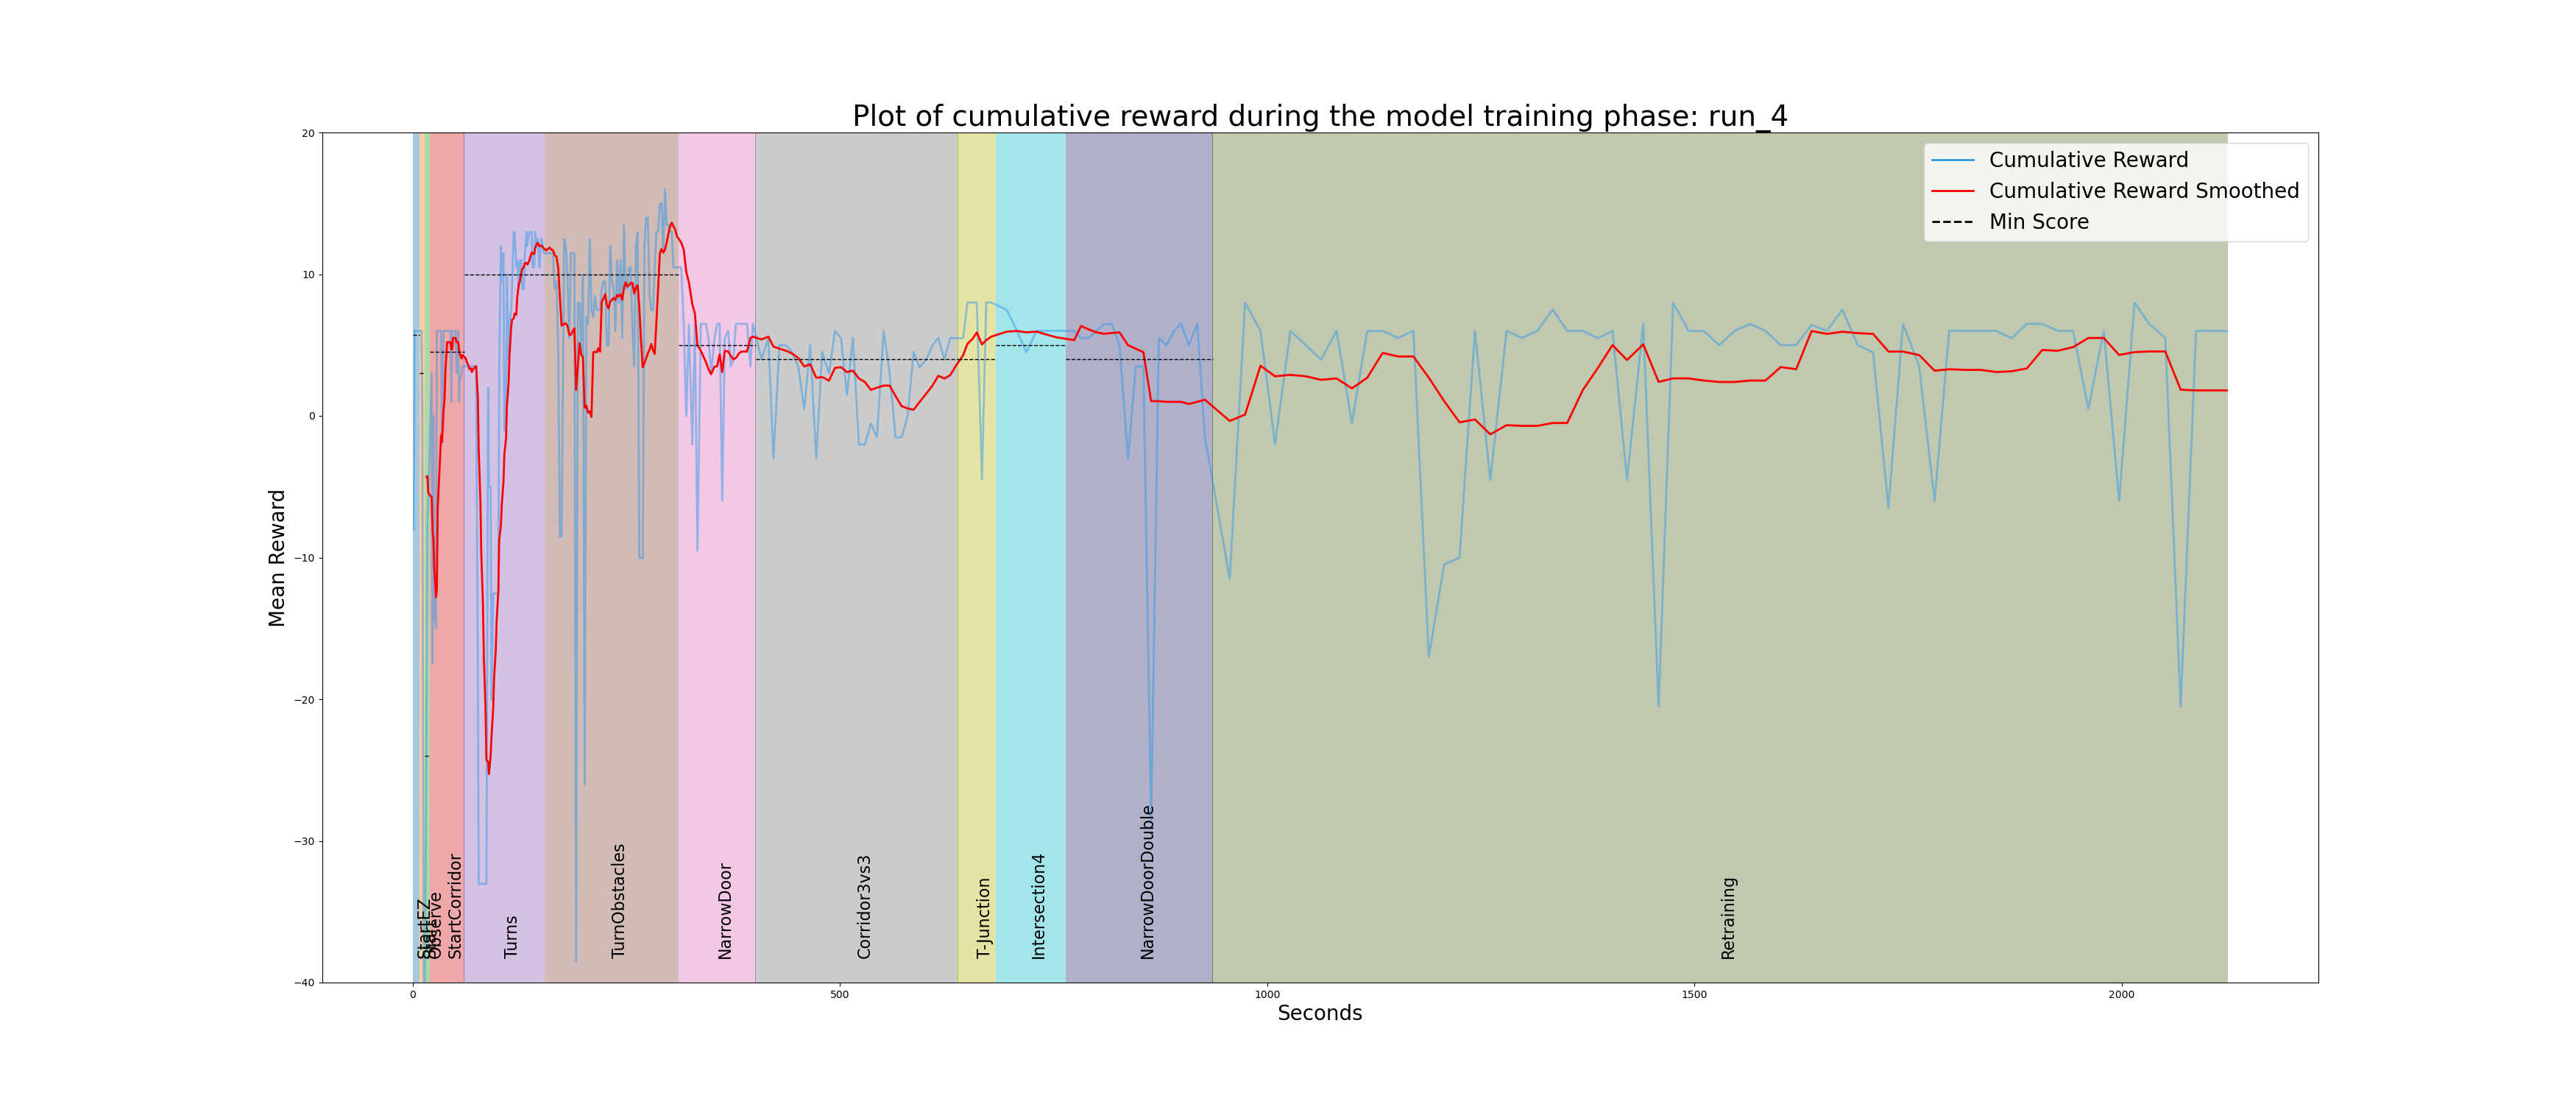 Plot of cumulative reward during the model training phase: run_4
Cumulative Reward
Cumulative Reward Smoothed
Min Score
Mean Reward
20
10
0
−10
−20
−30
−40
StartEZ
Observe
StartCorridor
Turns
TurnObstacles
NarrowDoor
Corridor3vs3
T-Junction
Intersection4
NarrowDoorDouble
Retraining
0
500
1000
1500
2000
Seconds